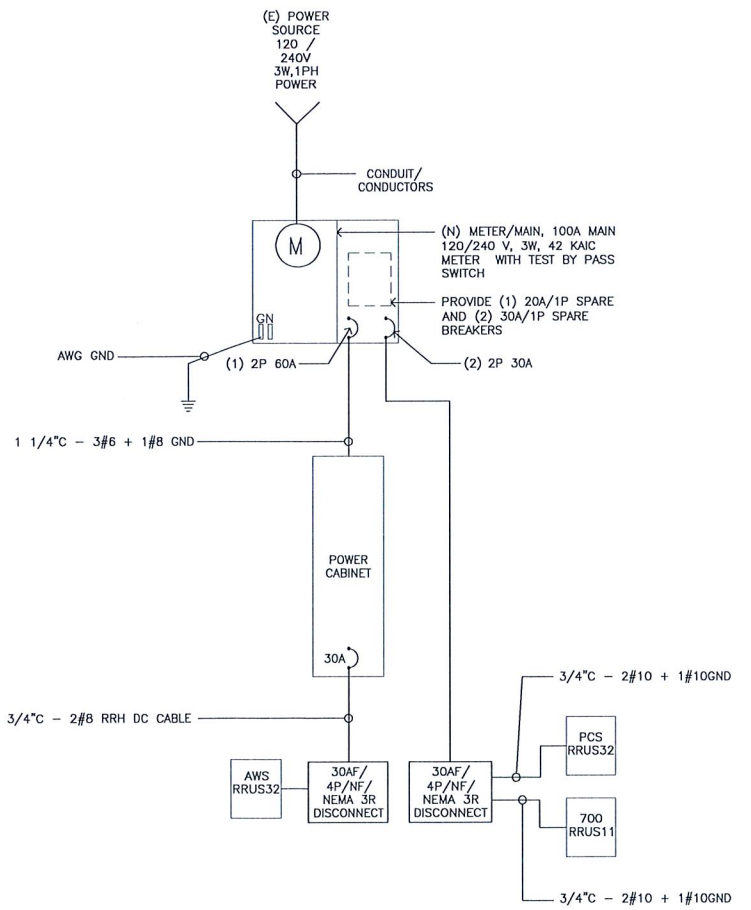 (E) POWER
SOURCE
120 /
240V
3W,1PH
POWER
CONDUIT/
CONDUCTORS
M
(N) METER/MAIN, 100A MAIN
120/240 V, 3W, 42 KAIC
METER WITH TEST BY PASS
SWITCH
PROVIDE (1) 20A/1P SPARE
AND (2) 30A/1P SPARE
BREAKERS
GN
AWG GND
(1) 2P 60A
(2) 2P 30A
1 1/4"C - 3#6 + 1#8 GND
POWER
CABINET
30A
3/4"C - 2#10 + 1#10GND
3/4"C - 2#8 RRH DC CABLE
PCS
RRUS32
AWS
RRUS32
30AF/
4P/NF/
NEMA 3R
DISCONNECT
30AF/
4P/NF/
NEMA 3R
DISCONNECT
700
RRUS11
3/4"C - 2#10 + 1#10GND